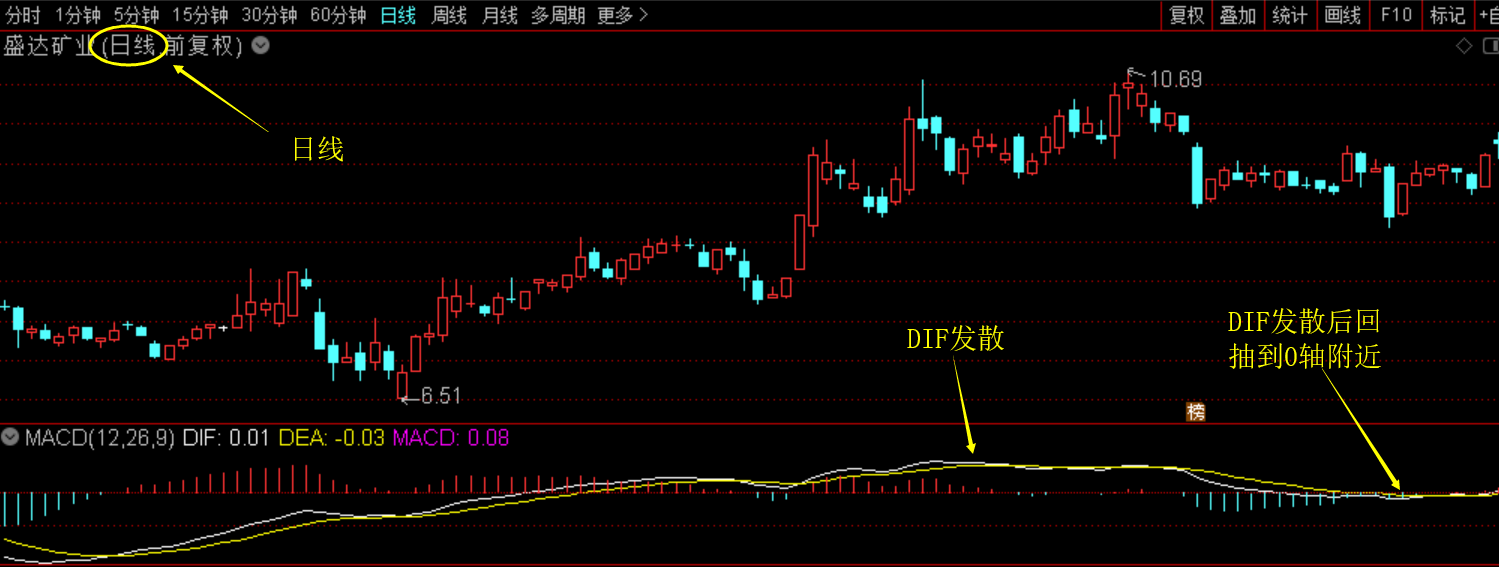 分时 1分钟 5分钟 15分钟 30分钟 60分钟 日线 周线 月线 多周期 更多 复权 叠加 统计 画线 F10 标记
盛达矿业(日线.前复权)
10.69
日线
DIF发散
DIF发散后回
抽到0轴附近
6.51
榜
MACD(12,26,9) DIF: 0.01 DEA: -0.03 MACD: 0.08